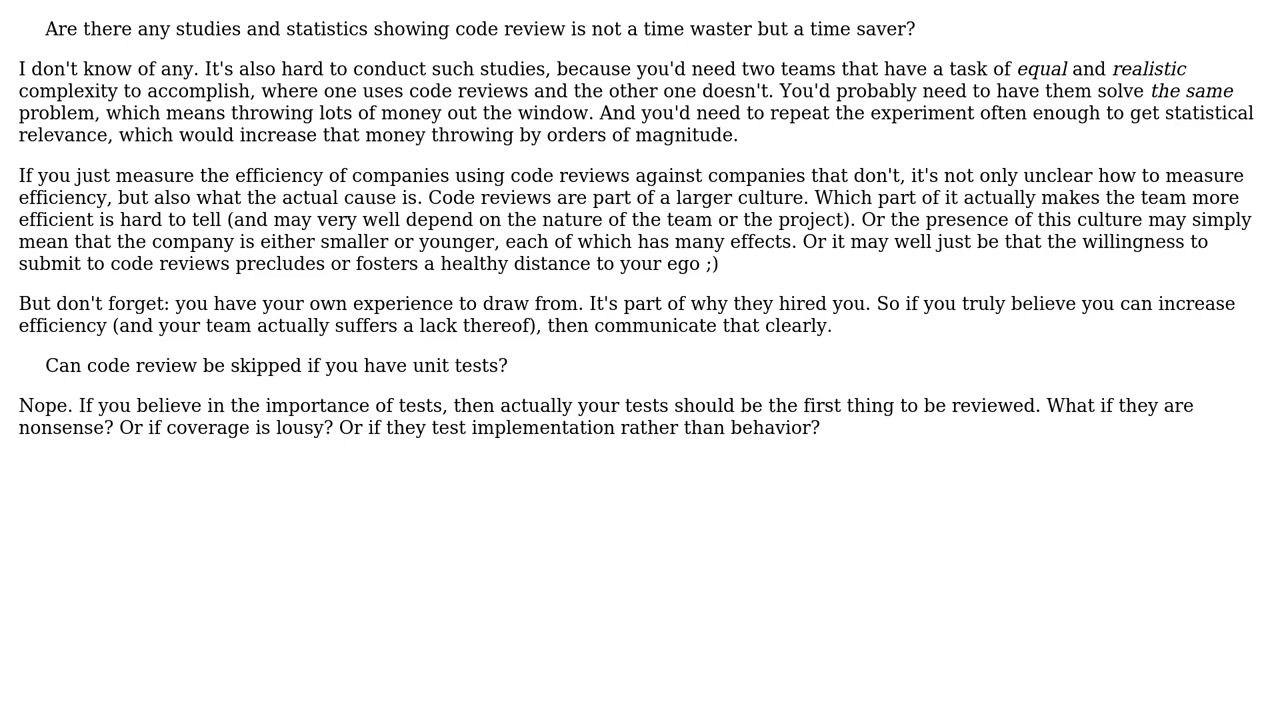 Are there any studies and statistics showing code review is not a time waster but a time saver?
I don't know of any. It's also hard to conduct such studies, because you'd need two teams that have a task of equal and realistic
complexity to accomplish, where one uses code reviews and the other one doesn't. You'd probably need to have them solve the same
problem, which means throwing lots of money out the window. And you'd need to repeat the experiment often enough to get statistical
relevance, which would increase that money throwing by orders of magnitude.
If you just measure the efficiency of companies using code reviews against companies that don't, it's not only unclear how to measure
efficiency, but also what the actual cause is. Code reviews are part of a larger culture. Which part of it actually makes the team more
efficient is hard to tell (and may very well depend on the nature of the team or the project). Or the presence of this culture may simply
mean that the company is either smaller or younger, each of which has many effects. Or it may well just be that the willingness to
submit to code reviews precludes or fosters a healthy distance to your ego ;)
But don't forget: you have your own experience to draw from. It's part of why they hired you. So if you truly believe you can increase
efficiency (and your team actually suffers a lack thereof), then communicate that clearly.
Can code review be skipped if you have unit tests?
Nope. If you believe in the importance of tests, then actually your tests should be the first thing to be reviewed. What if they are
nonsense? Or if coverage is lousy? Or if they test implementation rather than behavior?